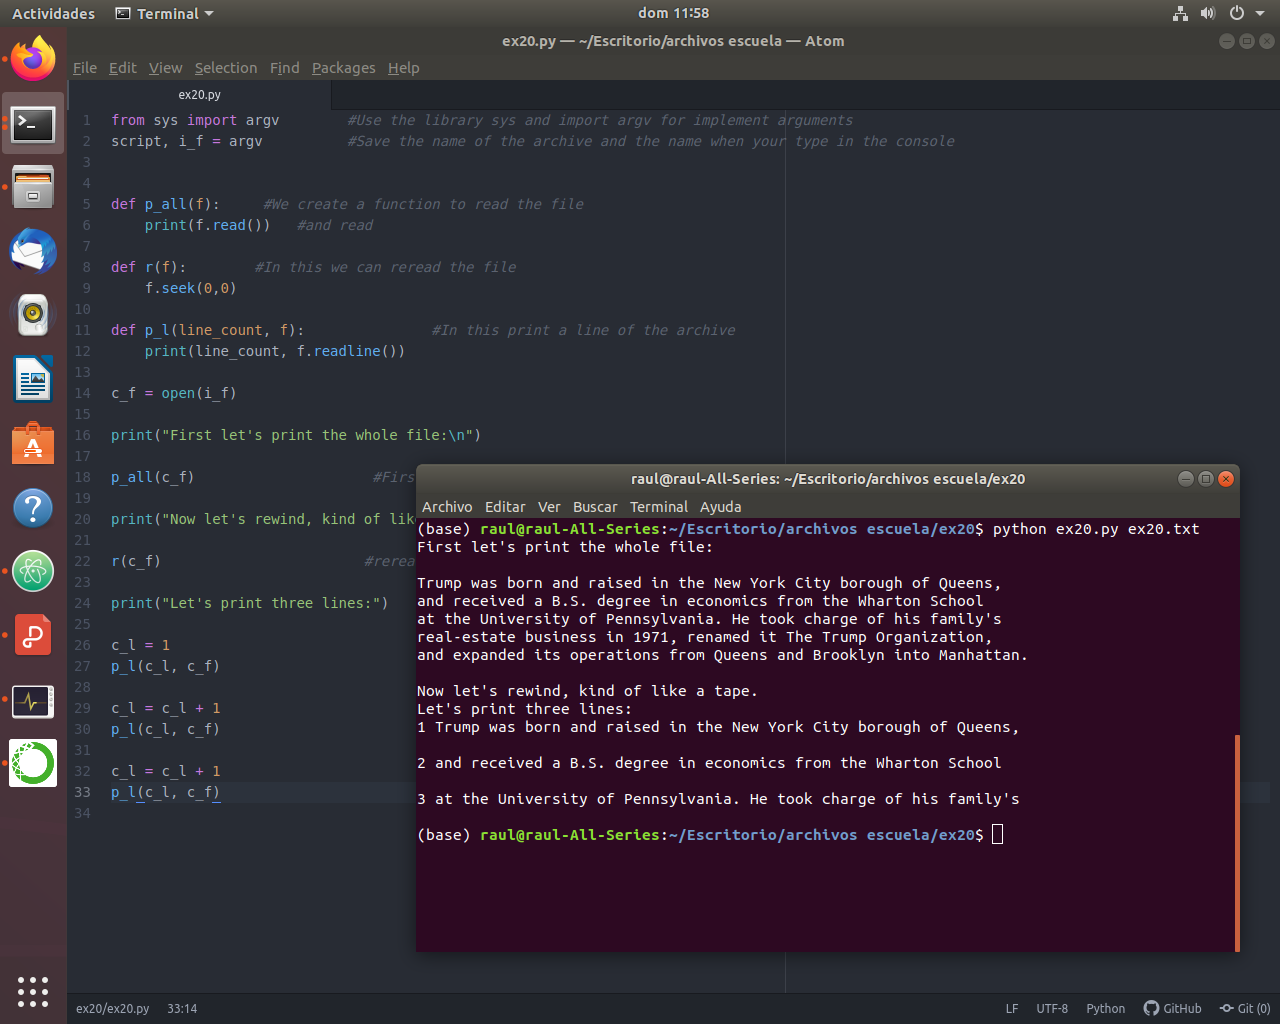 Actividades Terminal dom 11:58
ex20.py — ~/Escritorio/archivos escuela — Atom
File Edit View Selection Find Packages Help
ex20.py
1 from sys import argv #Use the library sys and import argv for implement arguments
2 script, i_f = argv #Save the name of the archive and the name when your type in the console
3
4
5 def p_all(f): #We create a function to read the file
6 print(f.read()) #and read
7
8 def r(f): #In this we can reread the file
9 f.seek(0,0)
10
11 def p_l(line_count, f): #In this print a line of the archive
12 print(line_count, f.readline())
13
14 c_f = open(i_f)
15
16 print("First let's print the whole file:\n")
17
18 p_all(c_f) #Firs
19
20 print("Now let's rewind, kind of lik
21
22 r(c_f) #rerea
23
24 print("Let's print three lines:")
25
26 c_l = 1
27 p_l(c_l, c_f)
28
29 c_l = c_l + 1
30 p_l(c_l, c_f)
31
32 c_l = c_l + 1
33 p_l(c_l, c_f)
34
raul@raul-All-Series: ~/Escritorio/archivos escuela/ex20
Archivo Editar Ver Buscar Terminal Ayuda
(base) raul@raul-All-Series:~/Escritorio/archivos escuela/ex20$ python ex20.py ex20.txt
First let's print the whole file:
Trump was born and raised in the New York City borough of Queens,
and received a B.S. degree in economics from the Wharton School
at the University of Pennsylvania. He took charge of his family's
real-estate business in 1971, renamed it The Trump Organization,
and expanded its operations from Queens and Brooklyn into Manhattan.
Now let's rewind, kind of like a tape.
Let's print three lines:
1 Trump was born and raised in the New York City borough of Queens,
2 and received a B.S. degree in economics from the Wharton School
3 at the University of Pennsylvania. He took charge of his family's
(base) raul@raul-All-Series:~/Escritorio/archivos escuela/ex20$
ex20/ex20.py 33:14 LF UTF-8 Python GitHub Git (0)